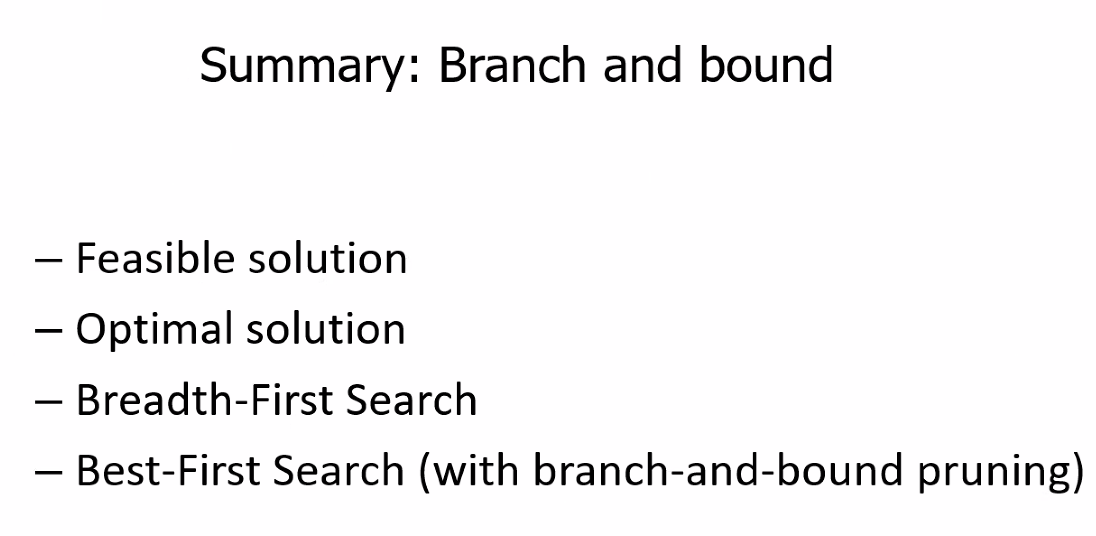 Summary: Branch and bound
– Feasible solution
– Optimal solution
– Breadth-First Search
– Best-First Search (with branch-and-bound pruning)